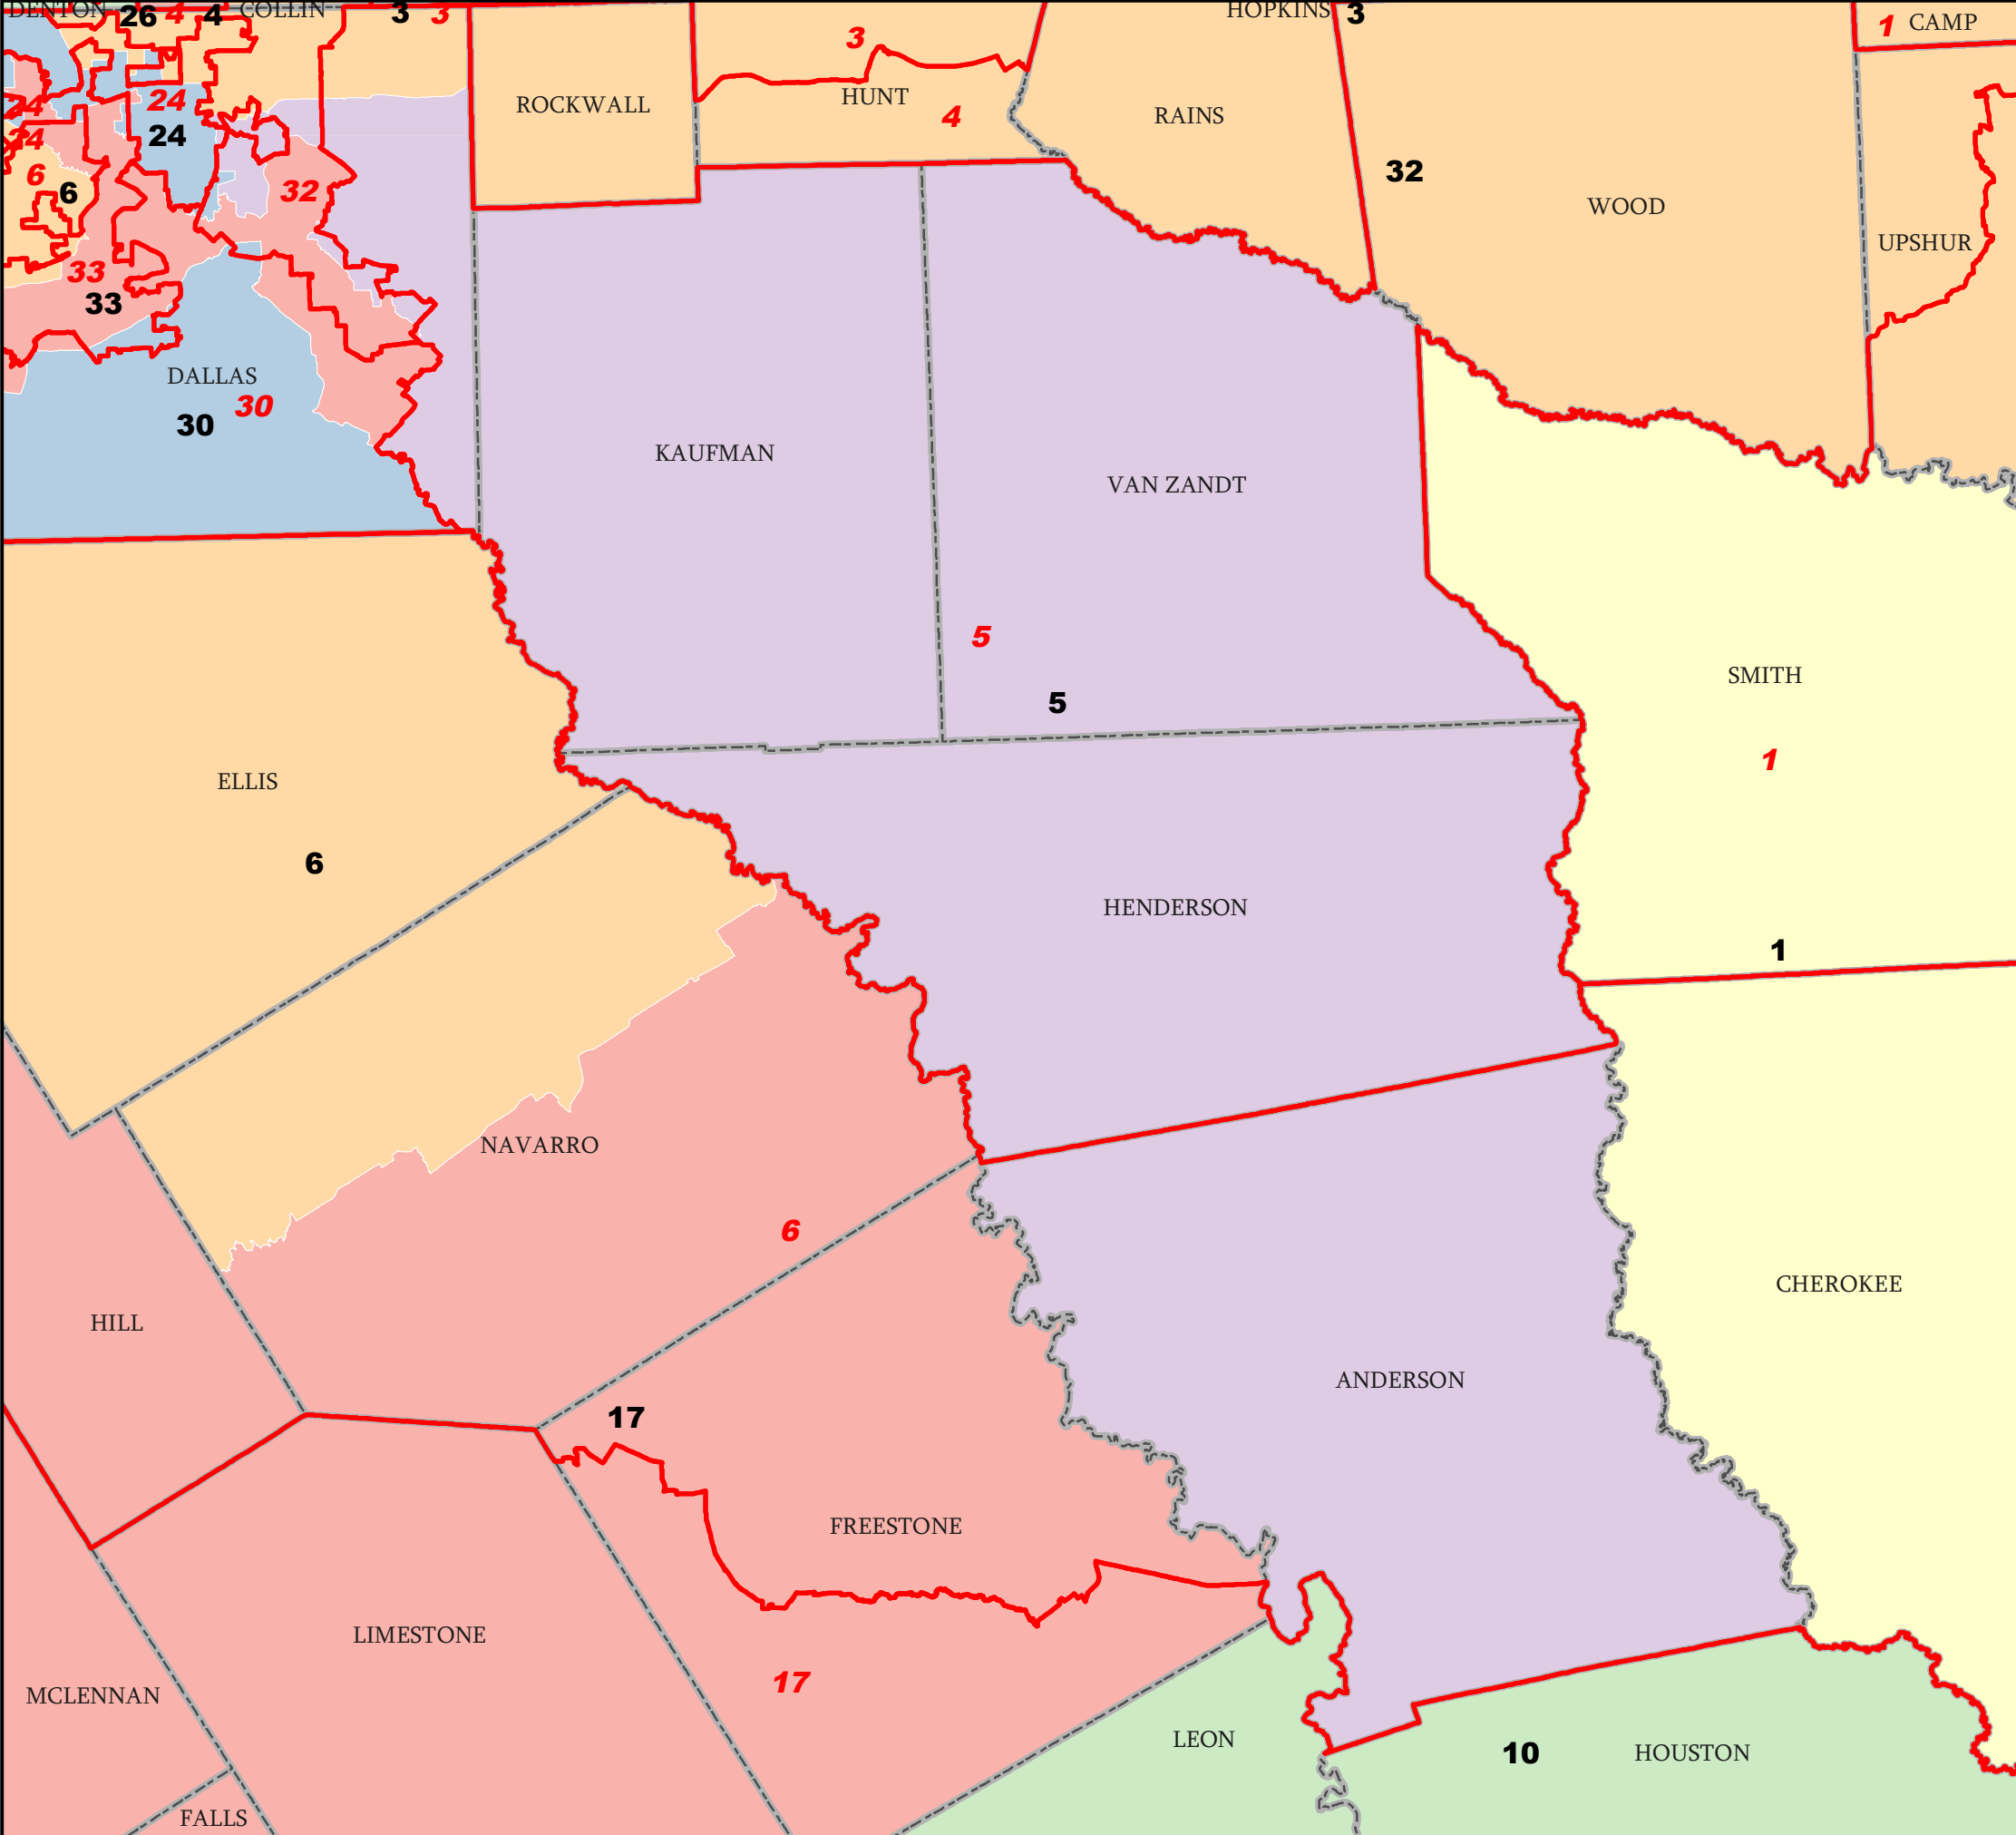 DENTON 26 4 4 COLLIN 3 3
HOPKINS 3
1 CAMP
3
ROCKWALL
HUNT
4
RAINS
24
24
24
24
6
6
32
32
WOOD
UPSHUR
33
33
DALLAS
30
30
KAUFMAN
VAN ZANDT
5
5
SMITH
1
ELLIS
6
HENDERSON
1
NAVARRO
6
HILL
CHEROKEE
ANDERSON
17
FREESTONE
LIMESTONE
17
MCLENNAN
LEON
10
HOUSTON
FALLS